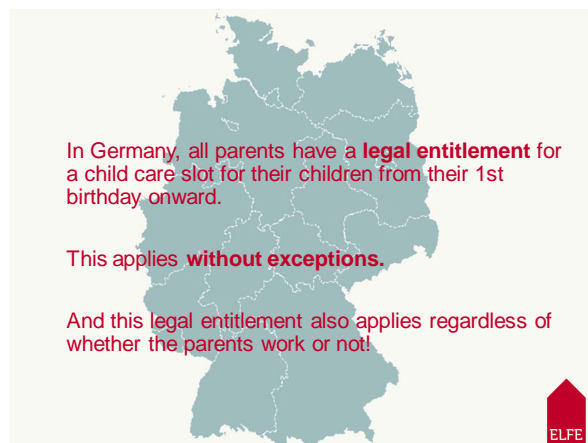 In Germany, all parents have a legal entitlement for
a child care slot for their children from their 1st
birthday onward.
This applies without exceptions.
And this legal entitlement also applies regardless of
whether the parents work or not!
ELFE